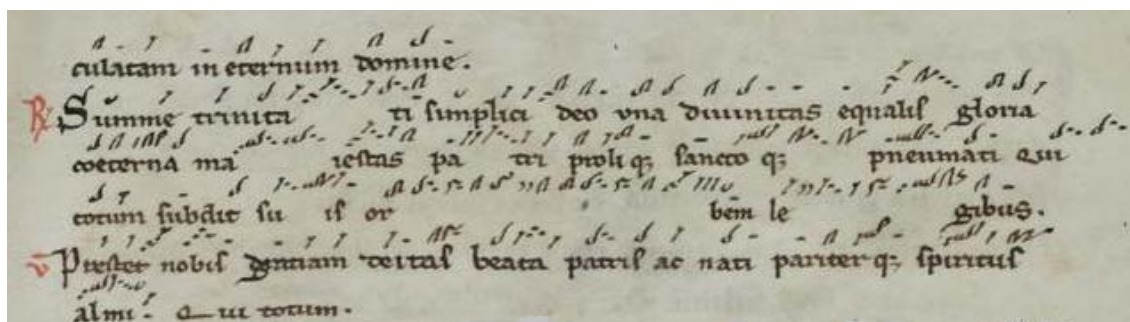 culatam in eternum domine.
℟ Summe trinita ti simplici deo una diuinitas equalis gloria
coeterna ma iestas pa tri proli q; sancto q; pneumati Qui
totum subdit su is or bem le gibus.
℣ Prestet nobis gratiam deitas beata patris ac nati pariter q; spiritus
almi. Qui totum.